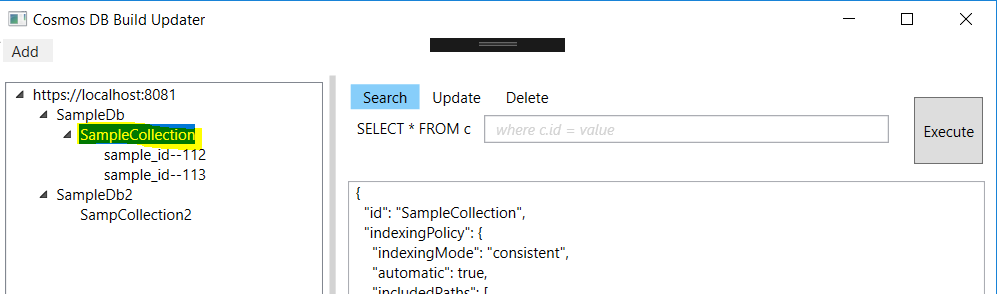 Cosmos DB Build Updater
Add
https://localhost:8081
SampleDb
SampleCollection
sample_id--112
sample_id--113
SampleDb2
SampCollection2
Search Update Delete
SELECT * FROM c where c.id = value
Execute
{
"id": "SampleCollection",
"indexingPolicy": {
"indexingMode": "consistent",
"automatic": true,
"includedPaths": [